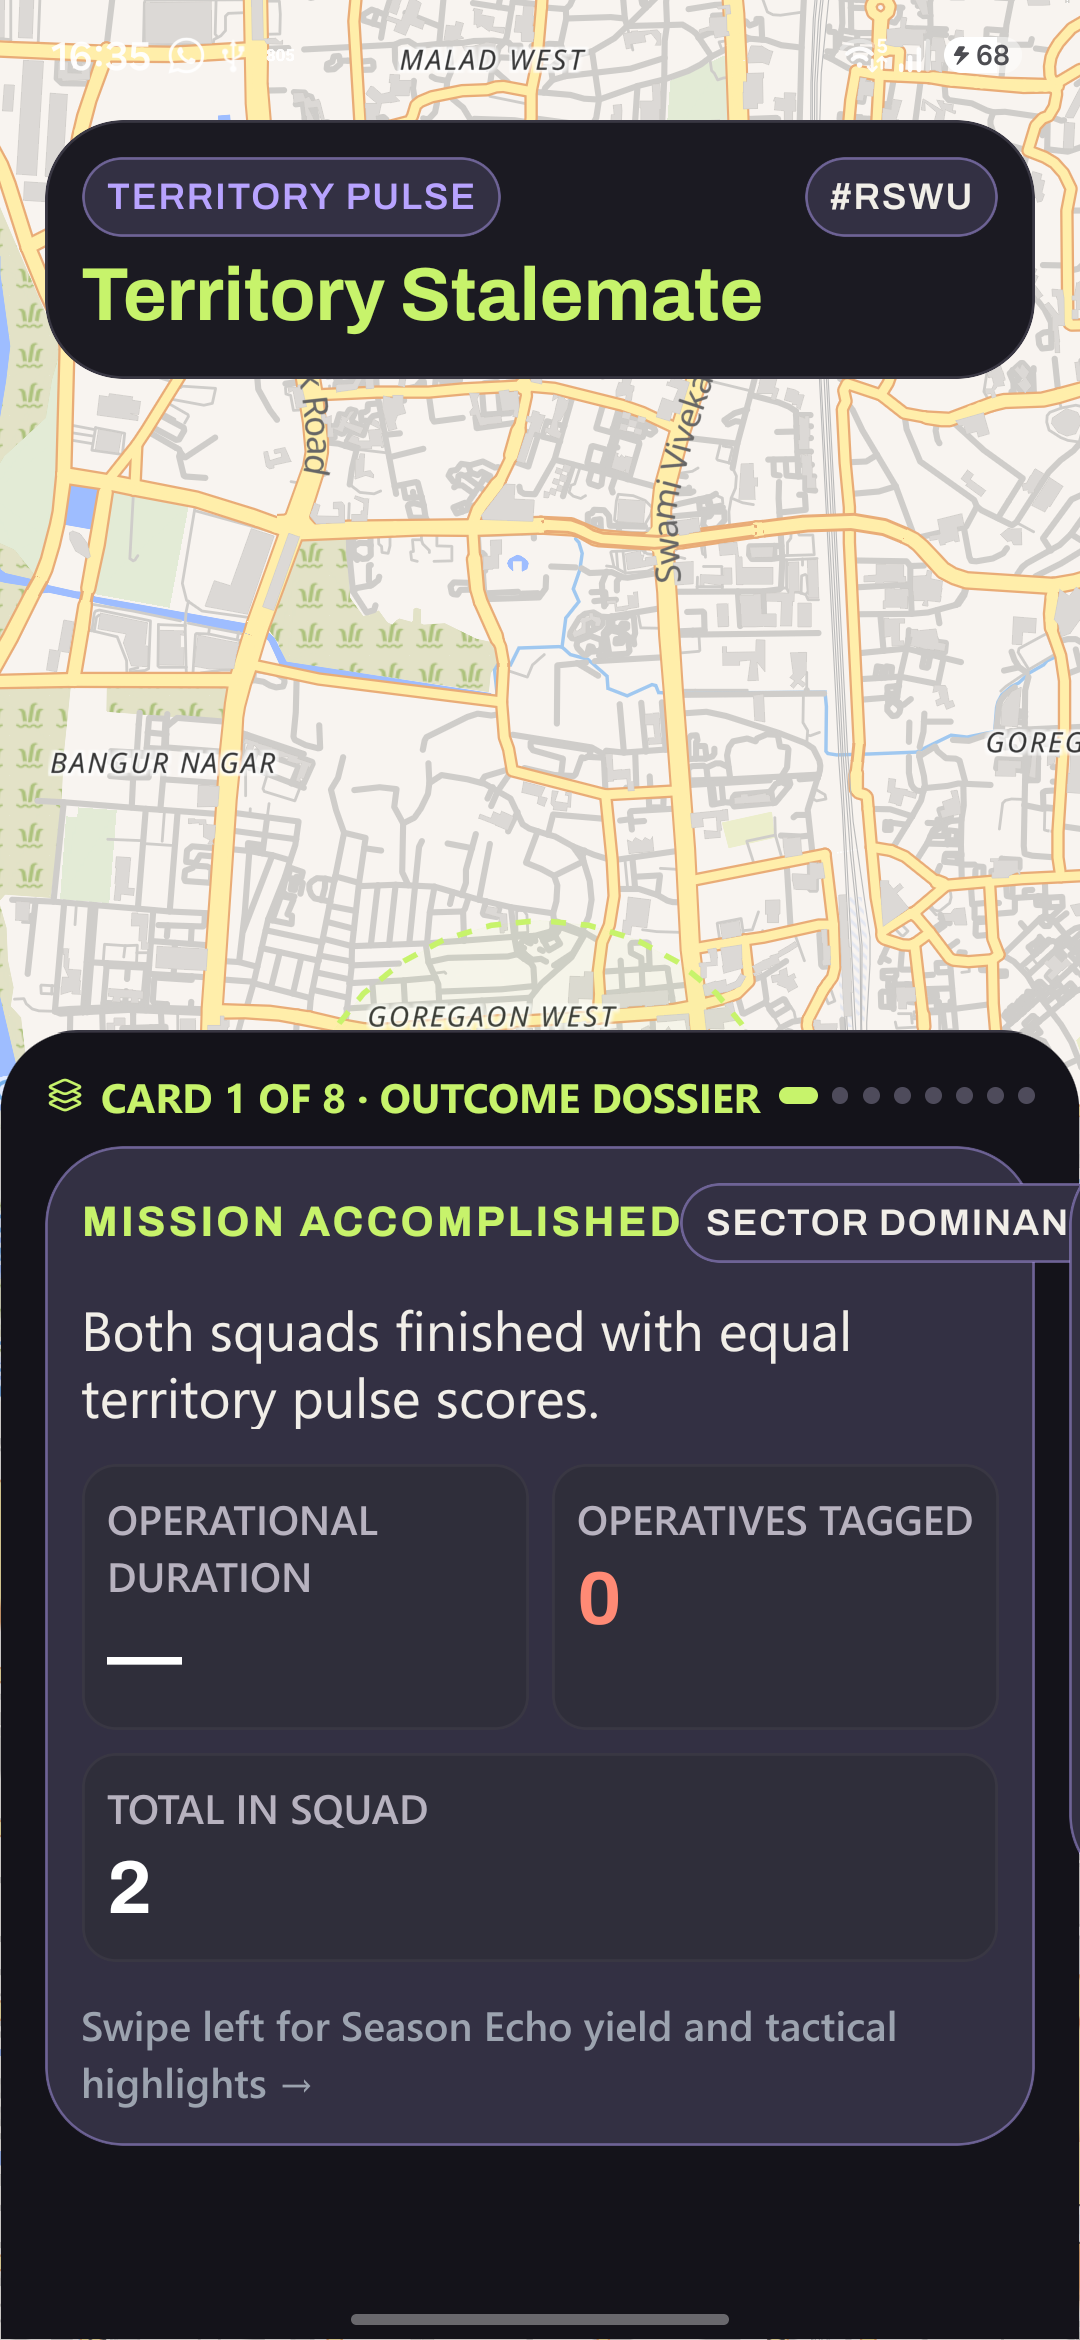 16:35
805
5
68
MALAD WEST
TERRITORY PULSE
#RSWU
Territory Stalemate
Road
Swami Viveka
BANGUR NAGAR
GOREG
GOREGAON WEST
CARD 1 OF 8 · OUTCOME DOSSIER
MISSION ACCOMPLISHED
SECTOR DOMINAN
Both squads finished with equal
territory pulse scores.
OPERATIONAL
DURATION
—
OPERATIVES TAGGED
0
TOTAL IN SQUAD
2
Swipe left for Season Echo yield and tactical
highlights →